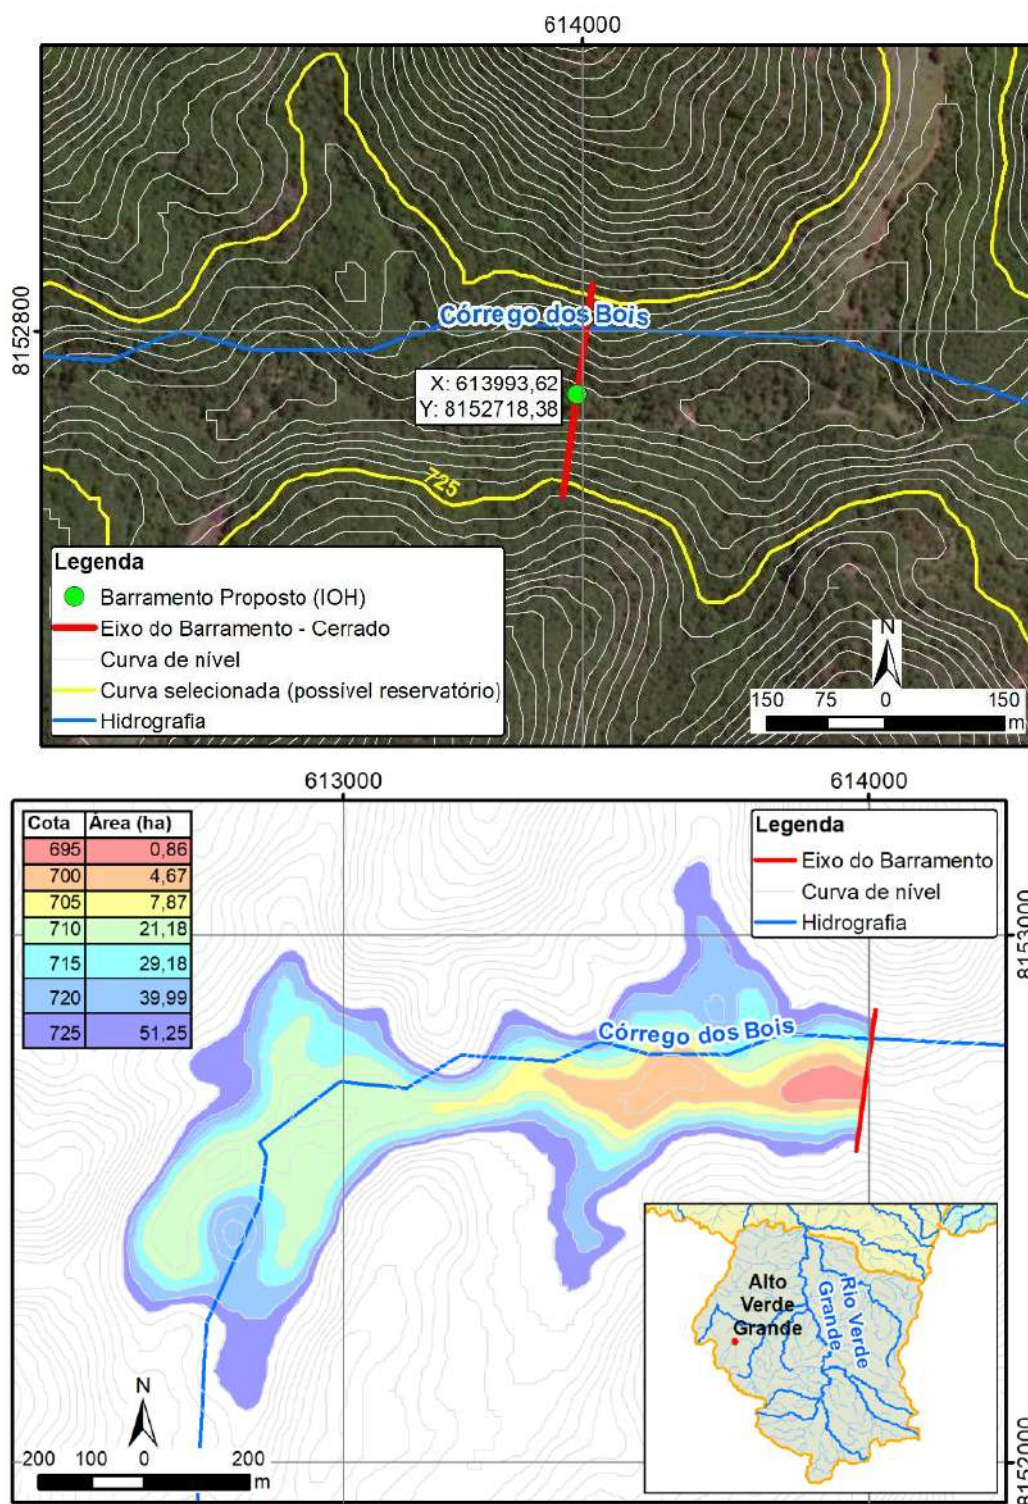 614000
8152800
Córrego dos Bois
X: 613993,62
Y: 8152718,38
725
Legenda
Barramento Proposto (IOH)
Eixo do Barramento - Cerrado
Curva de nível
Curva selecionada (possível reservatório)
Hidrografia
N
150 75 0 150
m
613000 614000
Cota Área (ha)
695 0,86
700 4,67
705 7,87
710 21,18
715 29,18
720 39,99
725 51,25
Legenda
Eixo do Barramento
Curva de nível
Hidrografia
8153000
Córrego dos Bois
Alto
Verde
Grande
Rio Verde
Grande
N
200 100 0 200
m
8152000